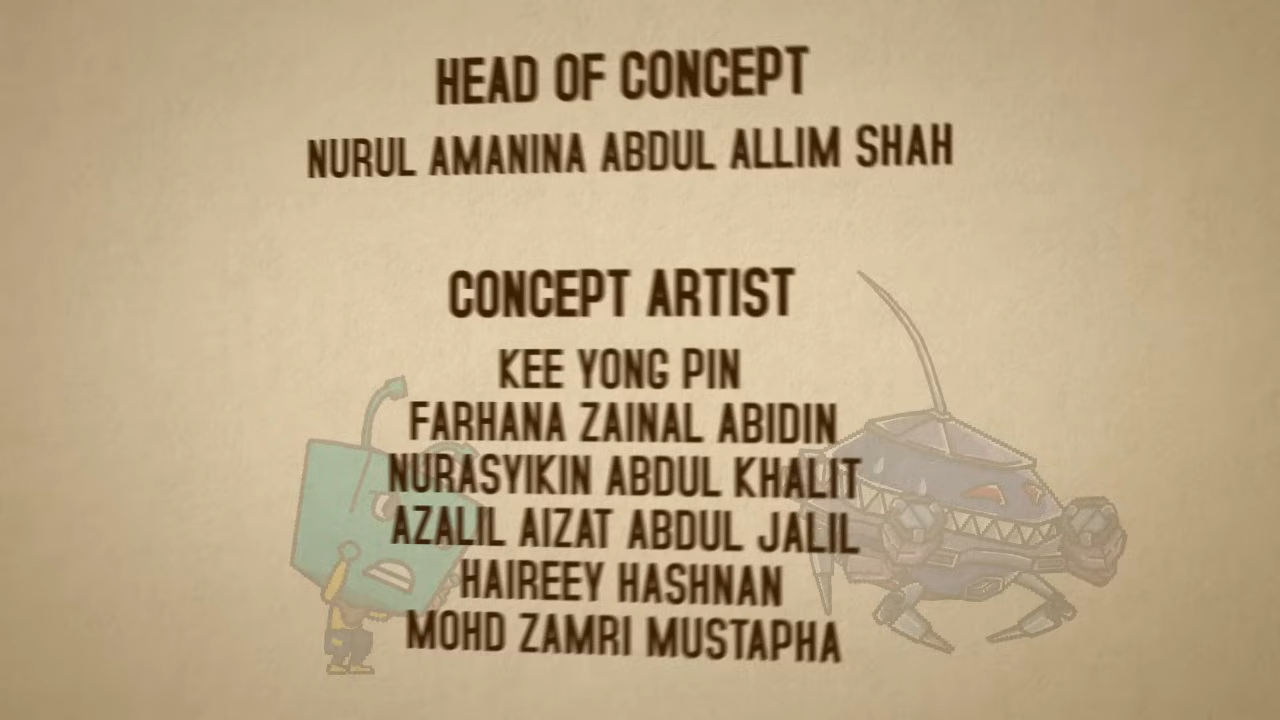 HEAD OF CONCEPT
NURUL AMANINA ABDUL ALLIM SHAH
CONCEPT ARTIST
KEE YONG PIN
FARHANA ZAINAL ABIDIN
NURASYIKIN ABDUL KHALIT
AZALIL AIZAT ABDUL JALIL
HAIREEY HASHNAN
MOHD ZAMRI MUSTAPHA